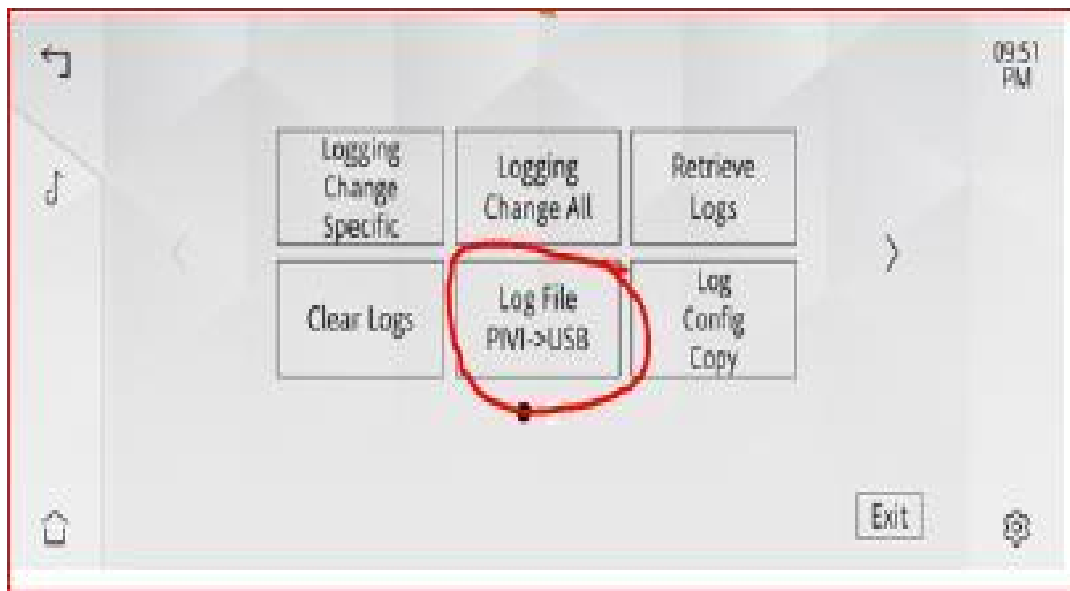 09:51
PM
Logging
Change
Specific
Logging
Change All
Retrieve
Logs
Clear Logs
Log File
PIVI->USB
Log
Config
Copy
Exit